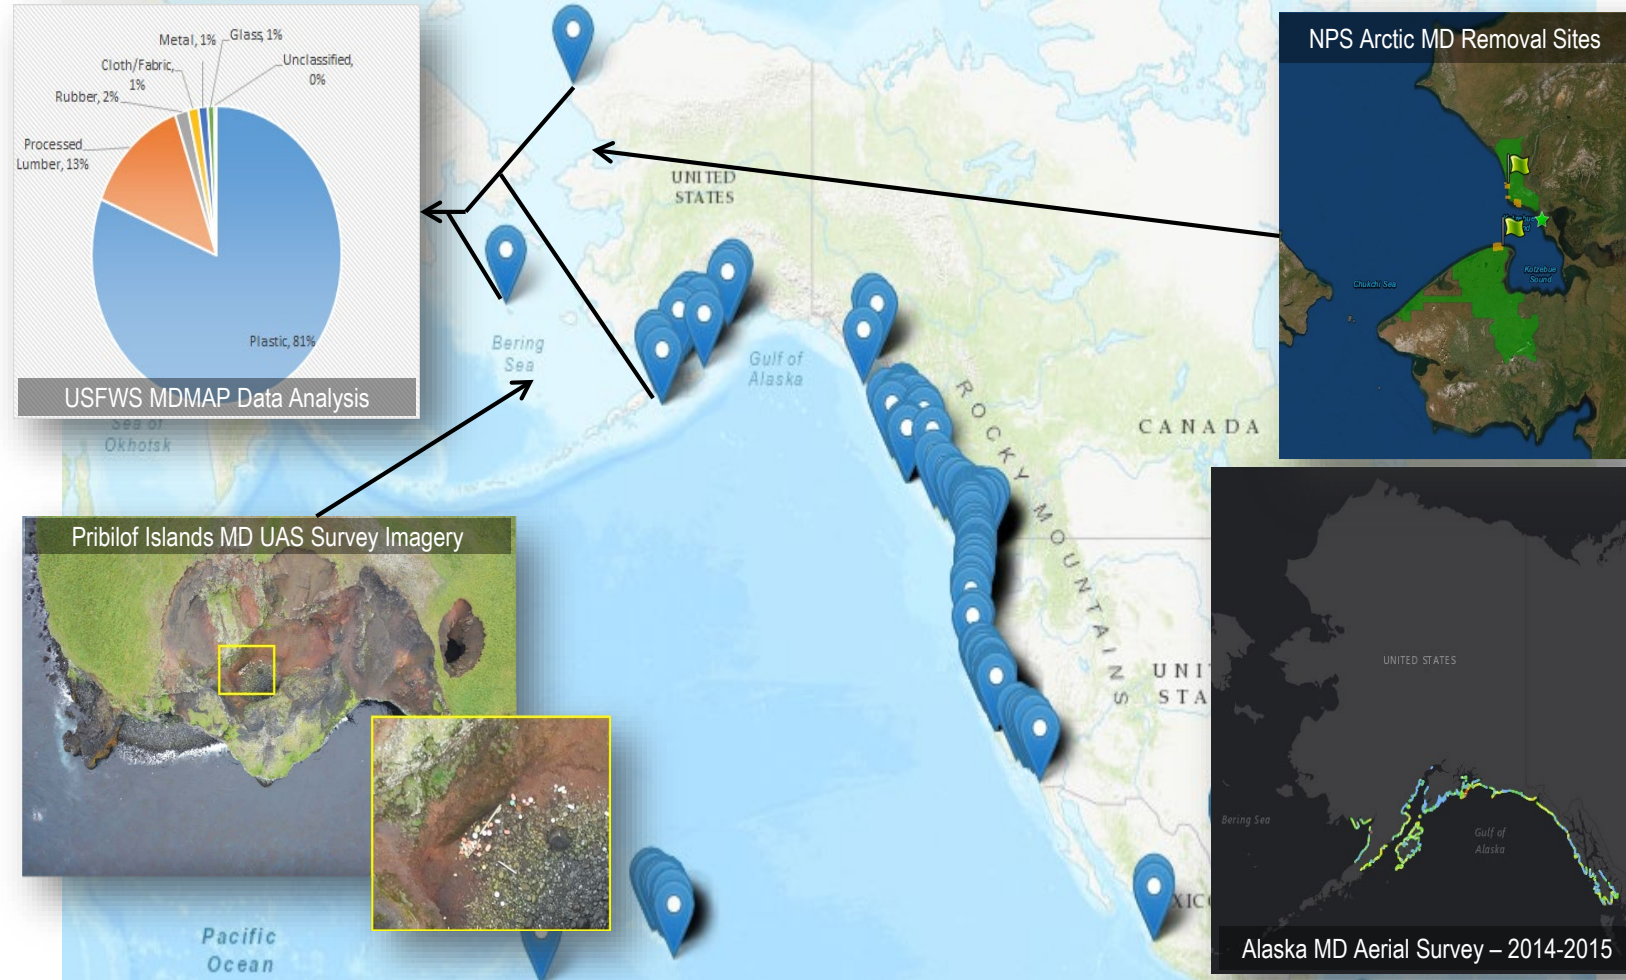 Metal, 1%
Glass, 1%
Cloth/Fabric,
1%
Unclassified,
0%
Rubber, 2%
Processed
Lumber, 13%
Plastic, 81%
USFWS MDMAP Data Analysis
Sea of
Okhotsk
UNITED
STATES
Bering
Sea
Gulf of
Alaska
CANADA
ROCKY MOUNTAINS
UNI
STA
XIC
Pacific
Ocean
NPS Arctic MD Removal Sites
Chukchi Sea
Kotzebue
Sound
Pribilof Islands MD UAS Survey Imagery
UNITED STATES
Bering Sea
Gulf of
Alaska
Alaska MD Aerial Survey – 2014-2015